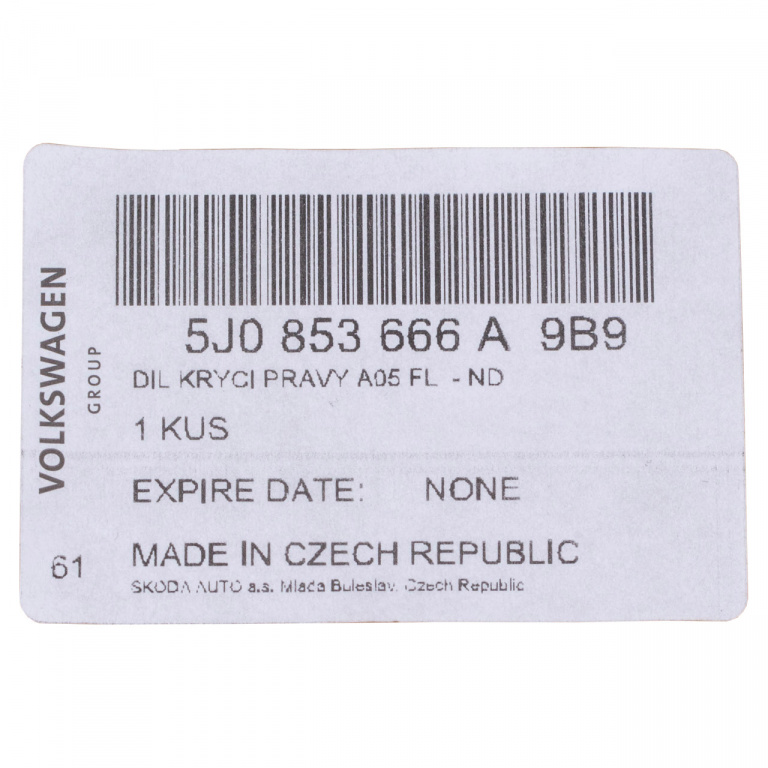 VOLKSWAGEN
GROUP
5J0 853 666 A 9B9
DIL KRYCI PRAVY A05 FL - ND
1 KUS
EXPIRE DATE: NONE
61
MADE IN CZECH REPUBLIC
SKODA AUTO a.s. Mlada Buleslav, Czech Republic